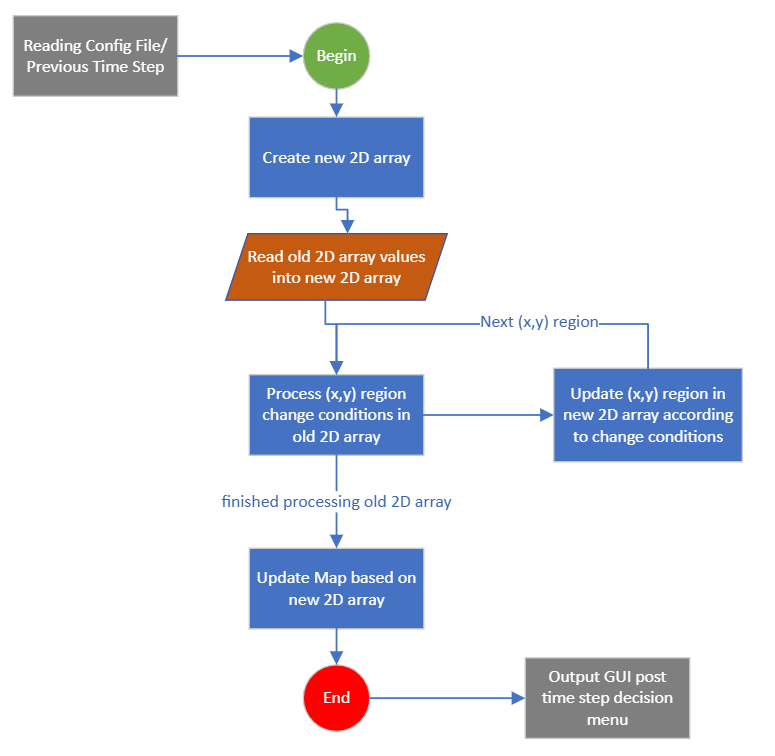 Reading Config File/
Previous Time Step
Begin
Create new 2D array
Read old 2D array values
into new 2D array
Next (x,y) region
Process (x,y) region
change conditions in
old 2D array
Update (x,y) region in
new 2D array according
to change conditions
finished processing old 2D array
Update Map based on
new 2D array
End
Output GUI post
time step decision
menu